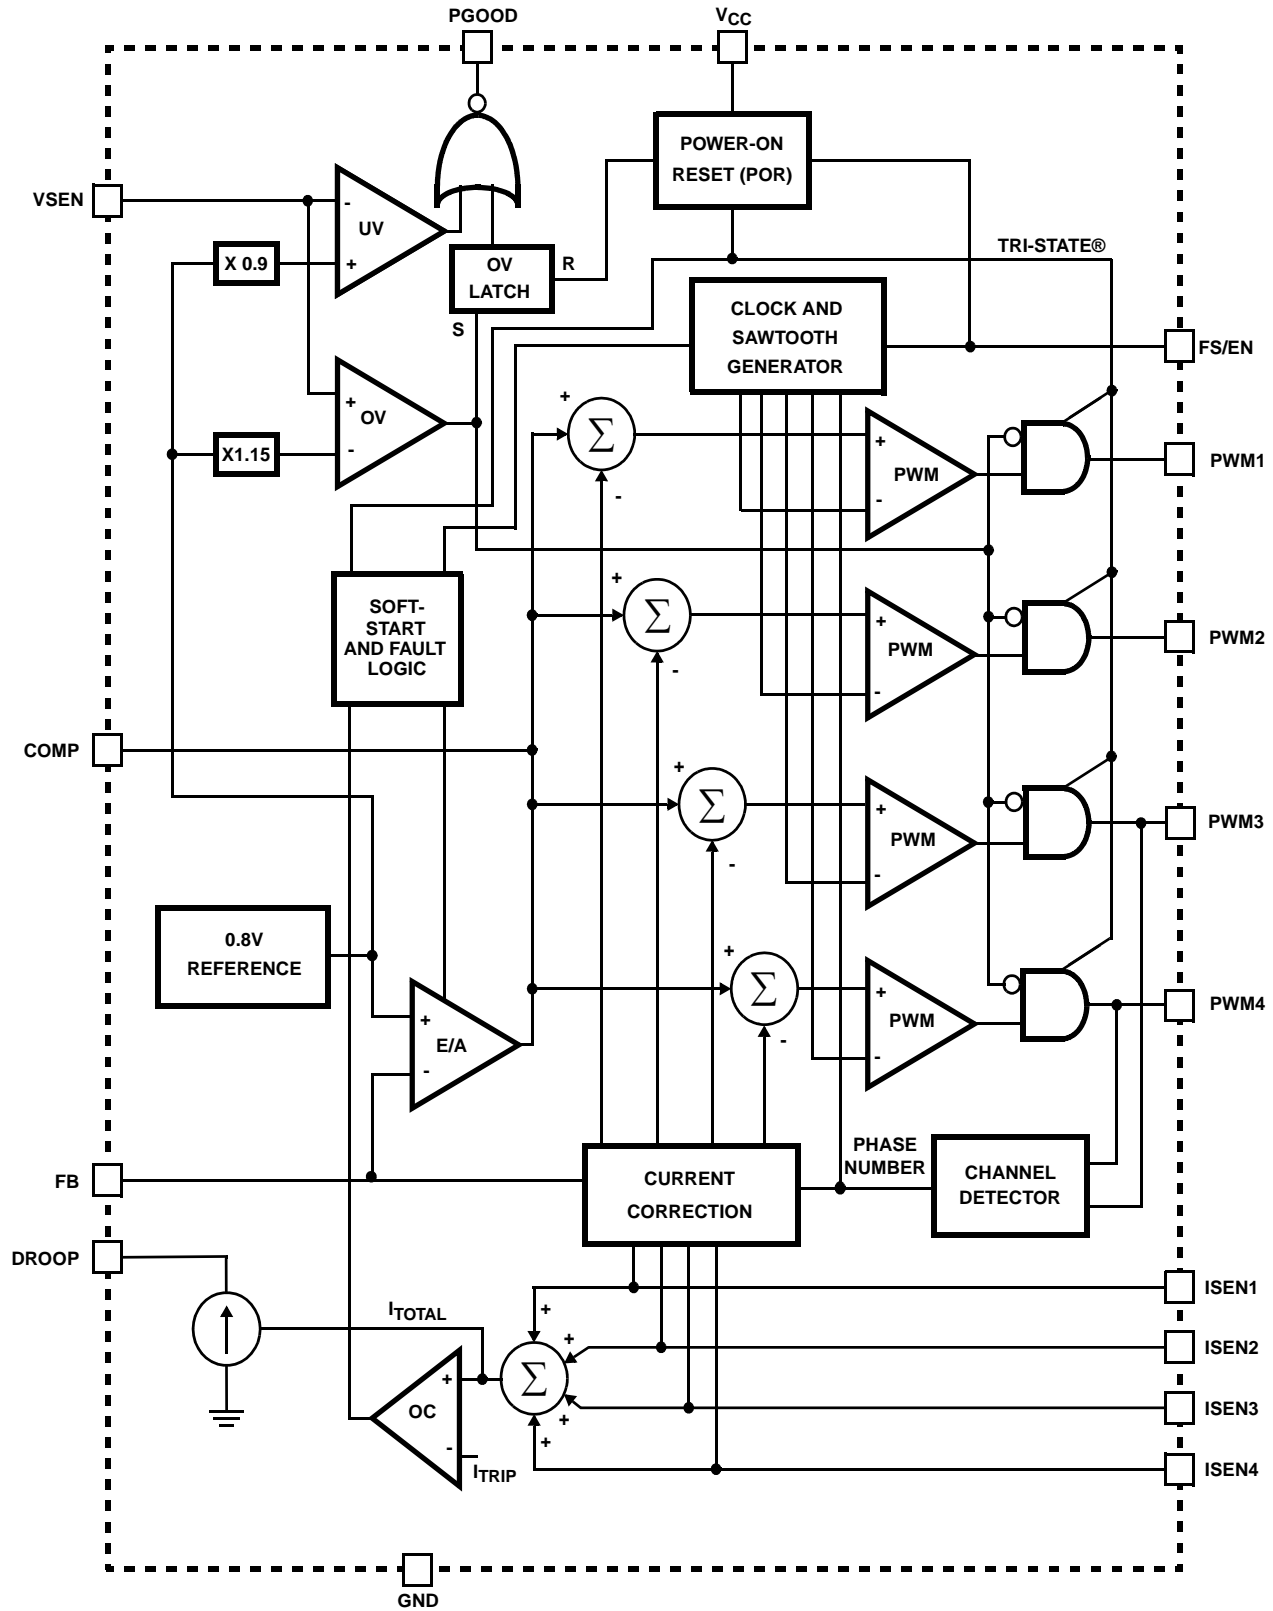 PGOOD
VCC
POWER-ON
RESET (POR)
VSEN
-
UV
+
X 0.9
OV
LATCH
R
S
TRI-STATE®
CLOCK AND
SAWTOOTH
GENERATOR
FS/EN
+
OV
-
X1.15
+
Σ
-
+
PWM
-
PWM1
SOFT-
START
AND FAULT
LOGIC
+
Σ
-
+
PWM
-
PWM2
COMP
+
Σ
-
+
PWM
-
PWM3
0.8V
REFERENCE
+
Σ
-
+
PWM
-
PWM4
+
E/A
-
FB
CURRENT
CORRECTION
PHASE
NUMBER
CHANNEL
DETECTOR
DROOP
ITOTAL
+
OC
-
ITRIP
Σ
+
+
+
+
ISEN1
ISEN2
ISEN3
ISEN4
GND